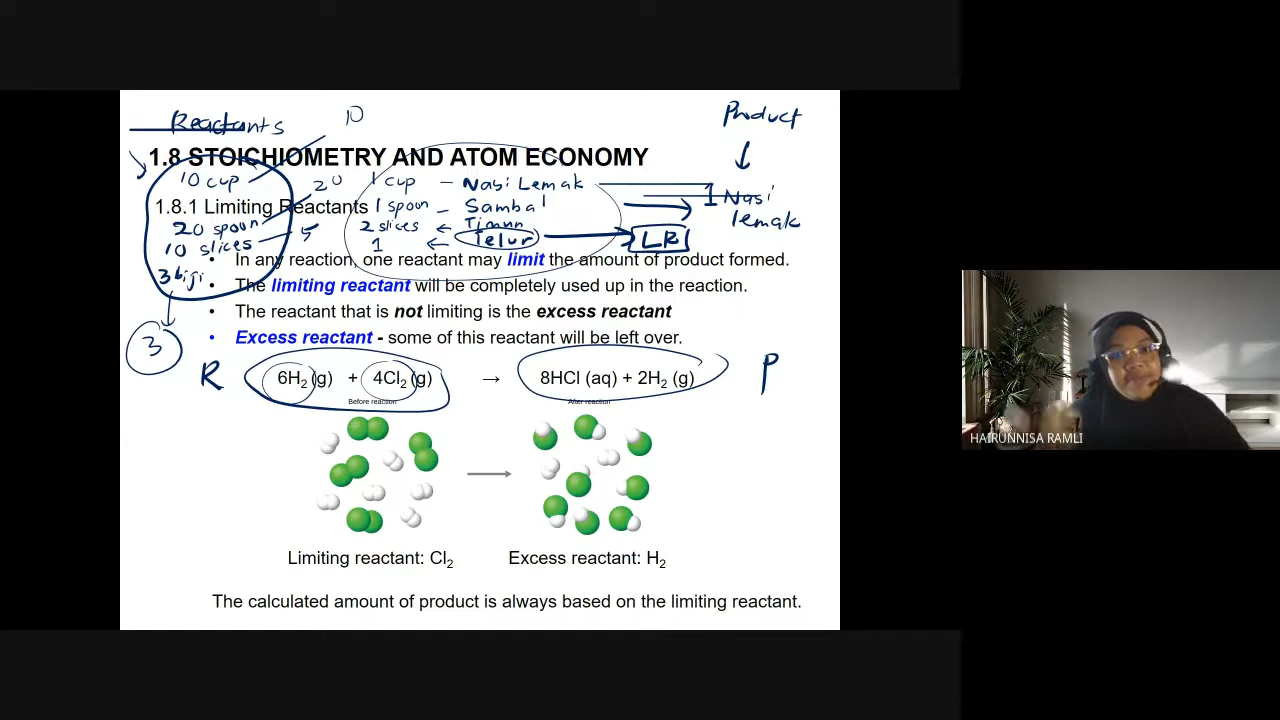 Reactants
10
Product
1.8 STOICHIOMETRY AND ATOM ECONOMY
10 cup
20
1 cup – Nasi Lemak
1 Nasi lemak
1.8.1 Limiting Reactants
1 spoon – Sambal
20 spoon
2 slices ← Timun
10 slices
5
1 ← Telur
LR
• In any reaction, one reactant may limit the amount of product formed.
3 biji
• The limiting reactant will be completely used up in the reaction.
• The reactant that is not limiting is the excess reactant
• Excess reactant - some of this reactant will be left over.
3
R
6H₂ (g) + 4Cl₂ (g) → 8HCl (aq) + 2H₂ (g)
P
Before reaction
After reaction
HAIRUNNISA RAMLI
Limiting reactant: Cl₂
Excess reactant: H₂
The calculated amount of product is always based on the limiting reactant.